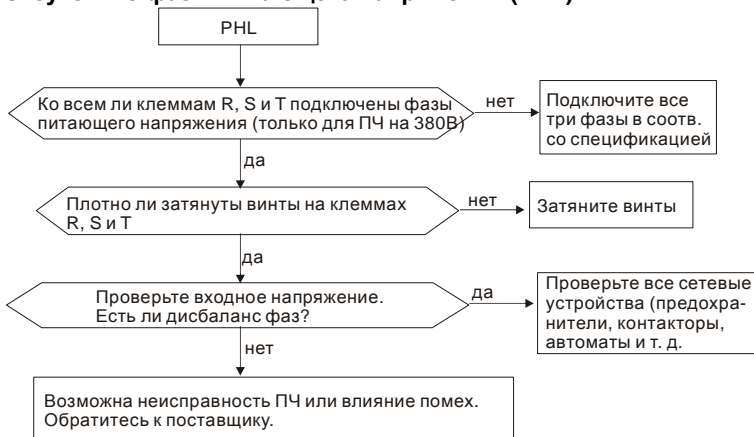 PHL
Ко всем ли клеммам R, S и T подключены фазы
питающего напряжения (только для ПЧ на 380В)
нет
Подключите все
три фазы в соотв.
со спецификацией
да
Плотно ли затянуты винты на клеммах
R, S и T
нет
Затяните винты
да
Проверьте входное напряжение.
Есть ли дисбаланс фаз?
да
Проверьте все сетевые
устройства (предохра-
нители, контакторы,
автоматы и т. д.
нет
Возможна неисправность ПЧ или влияние помех.
Обратитесь к поставщику.